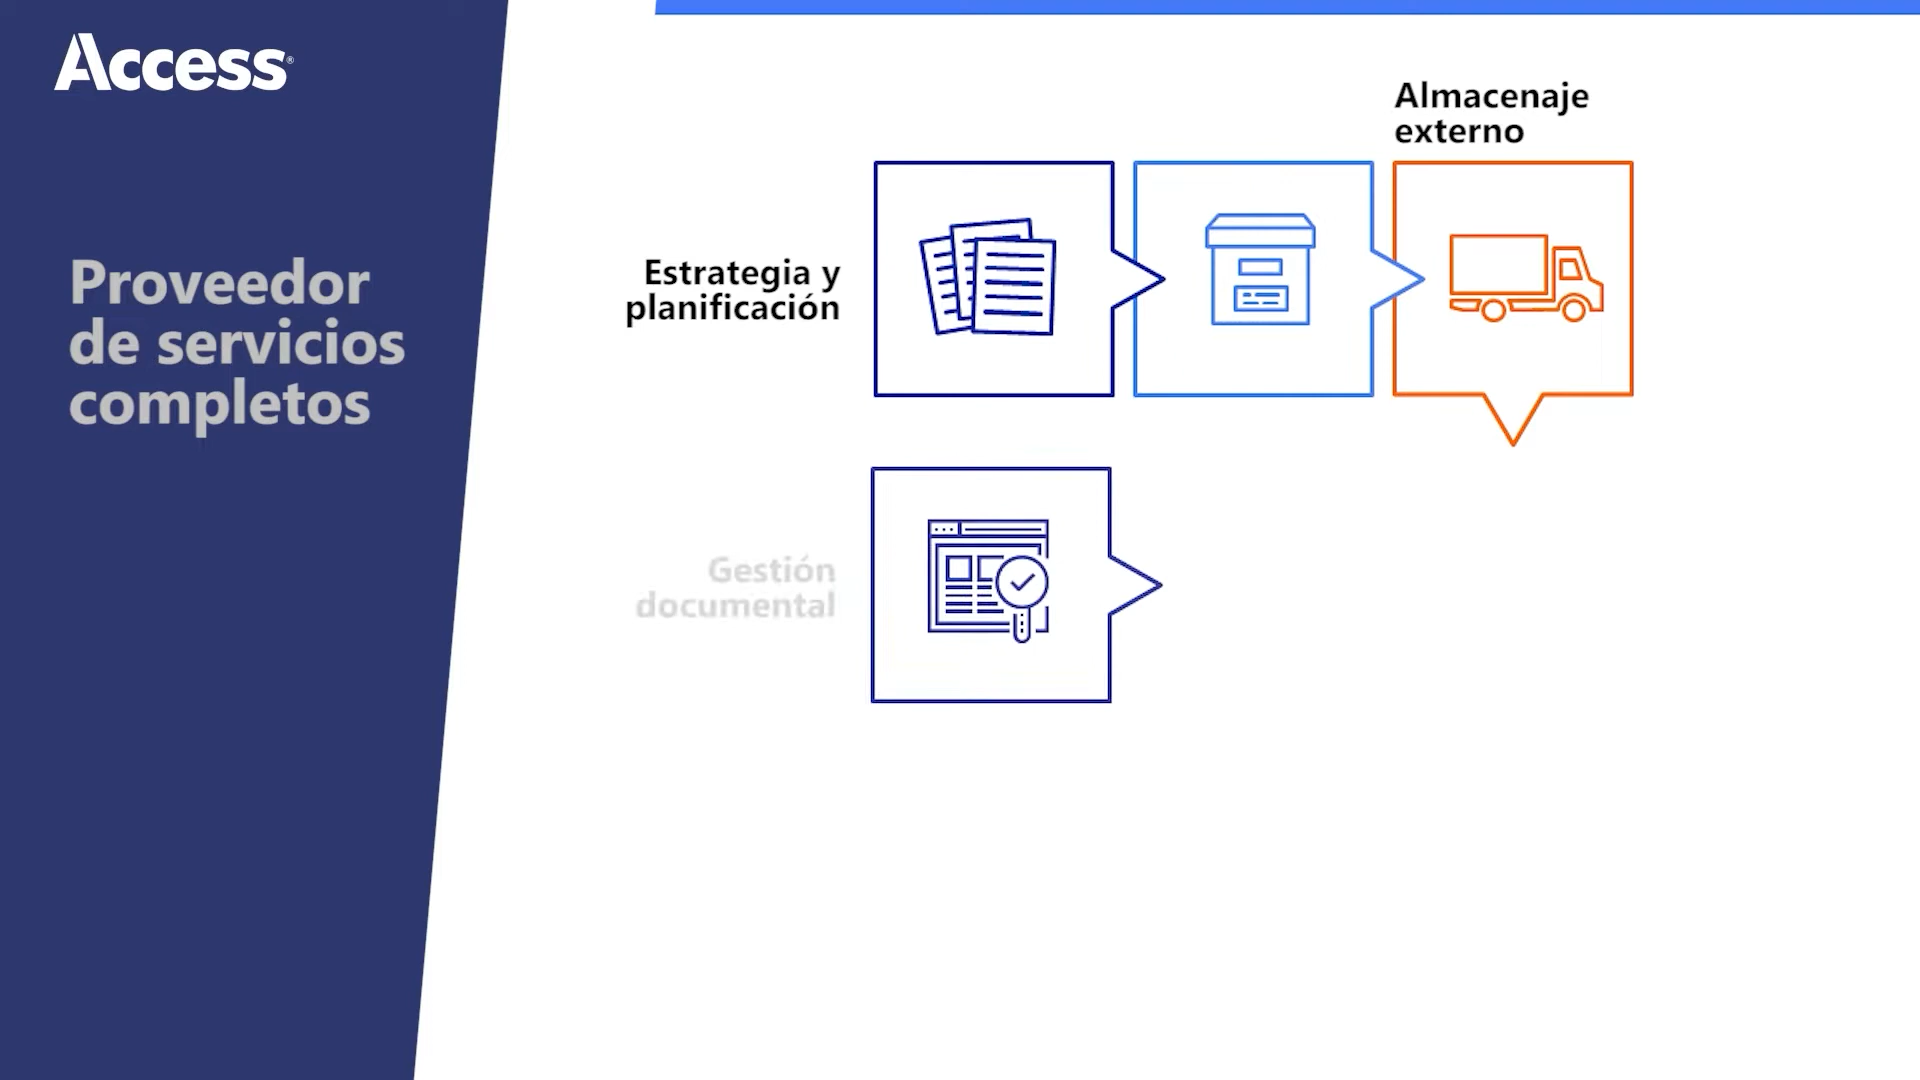 Access®
Proveedor
de servicios
completos
Almacenaje
externo
Estrategia y
planificación
Gestión
documental